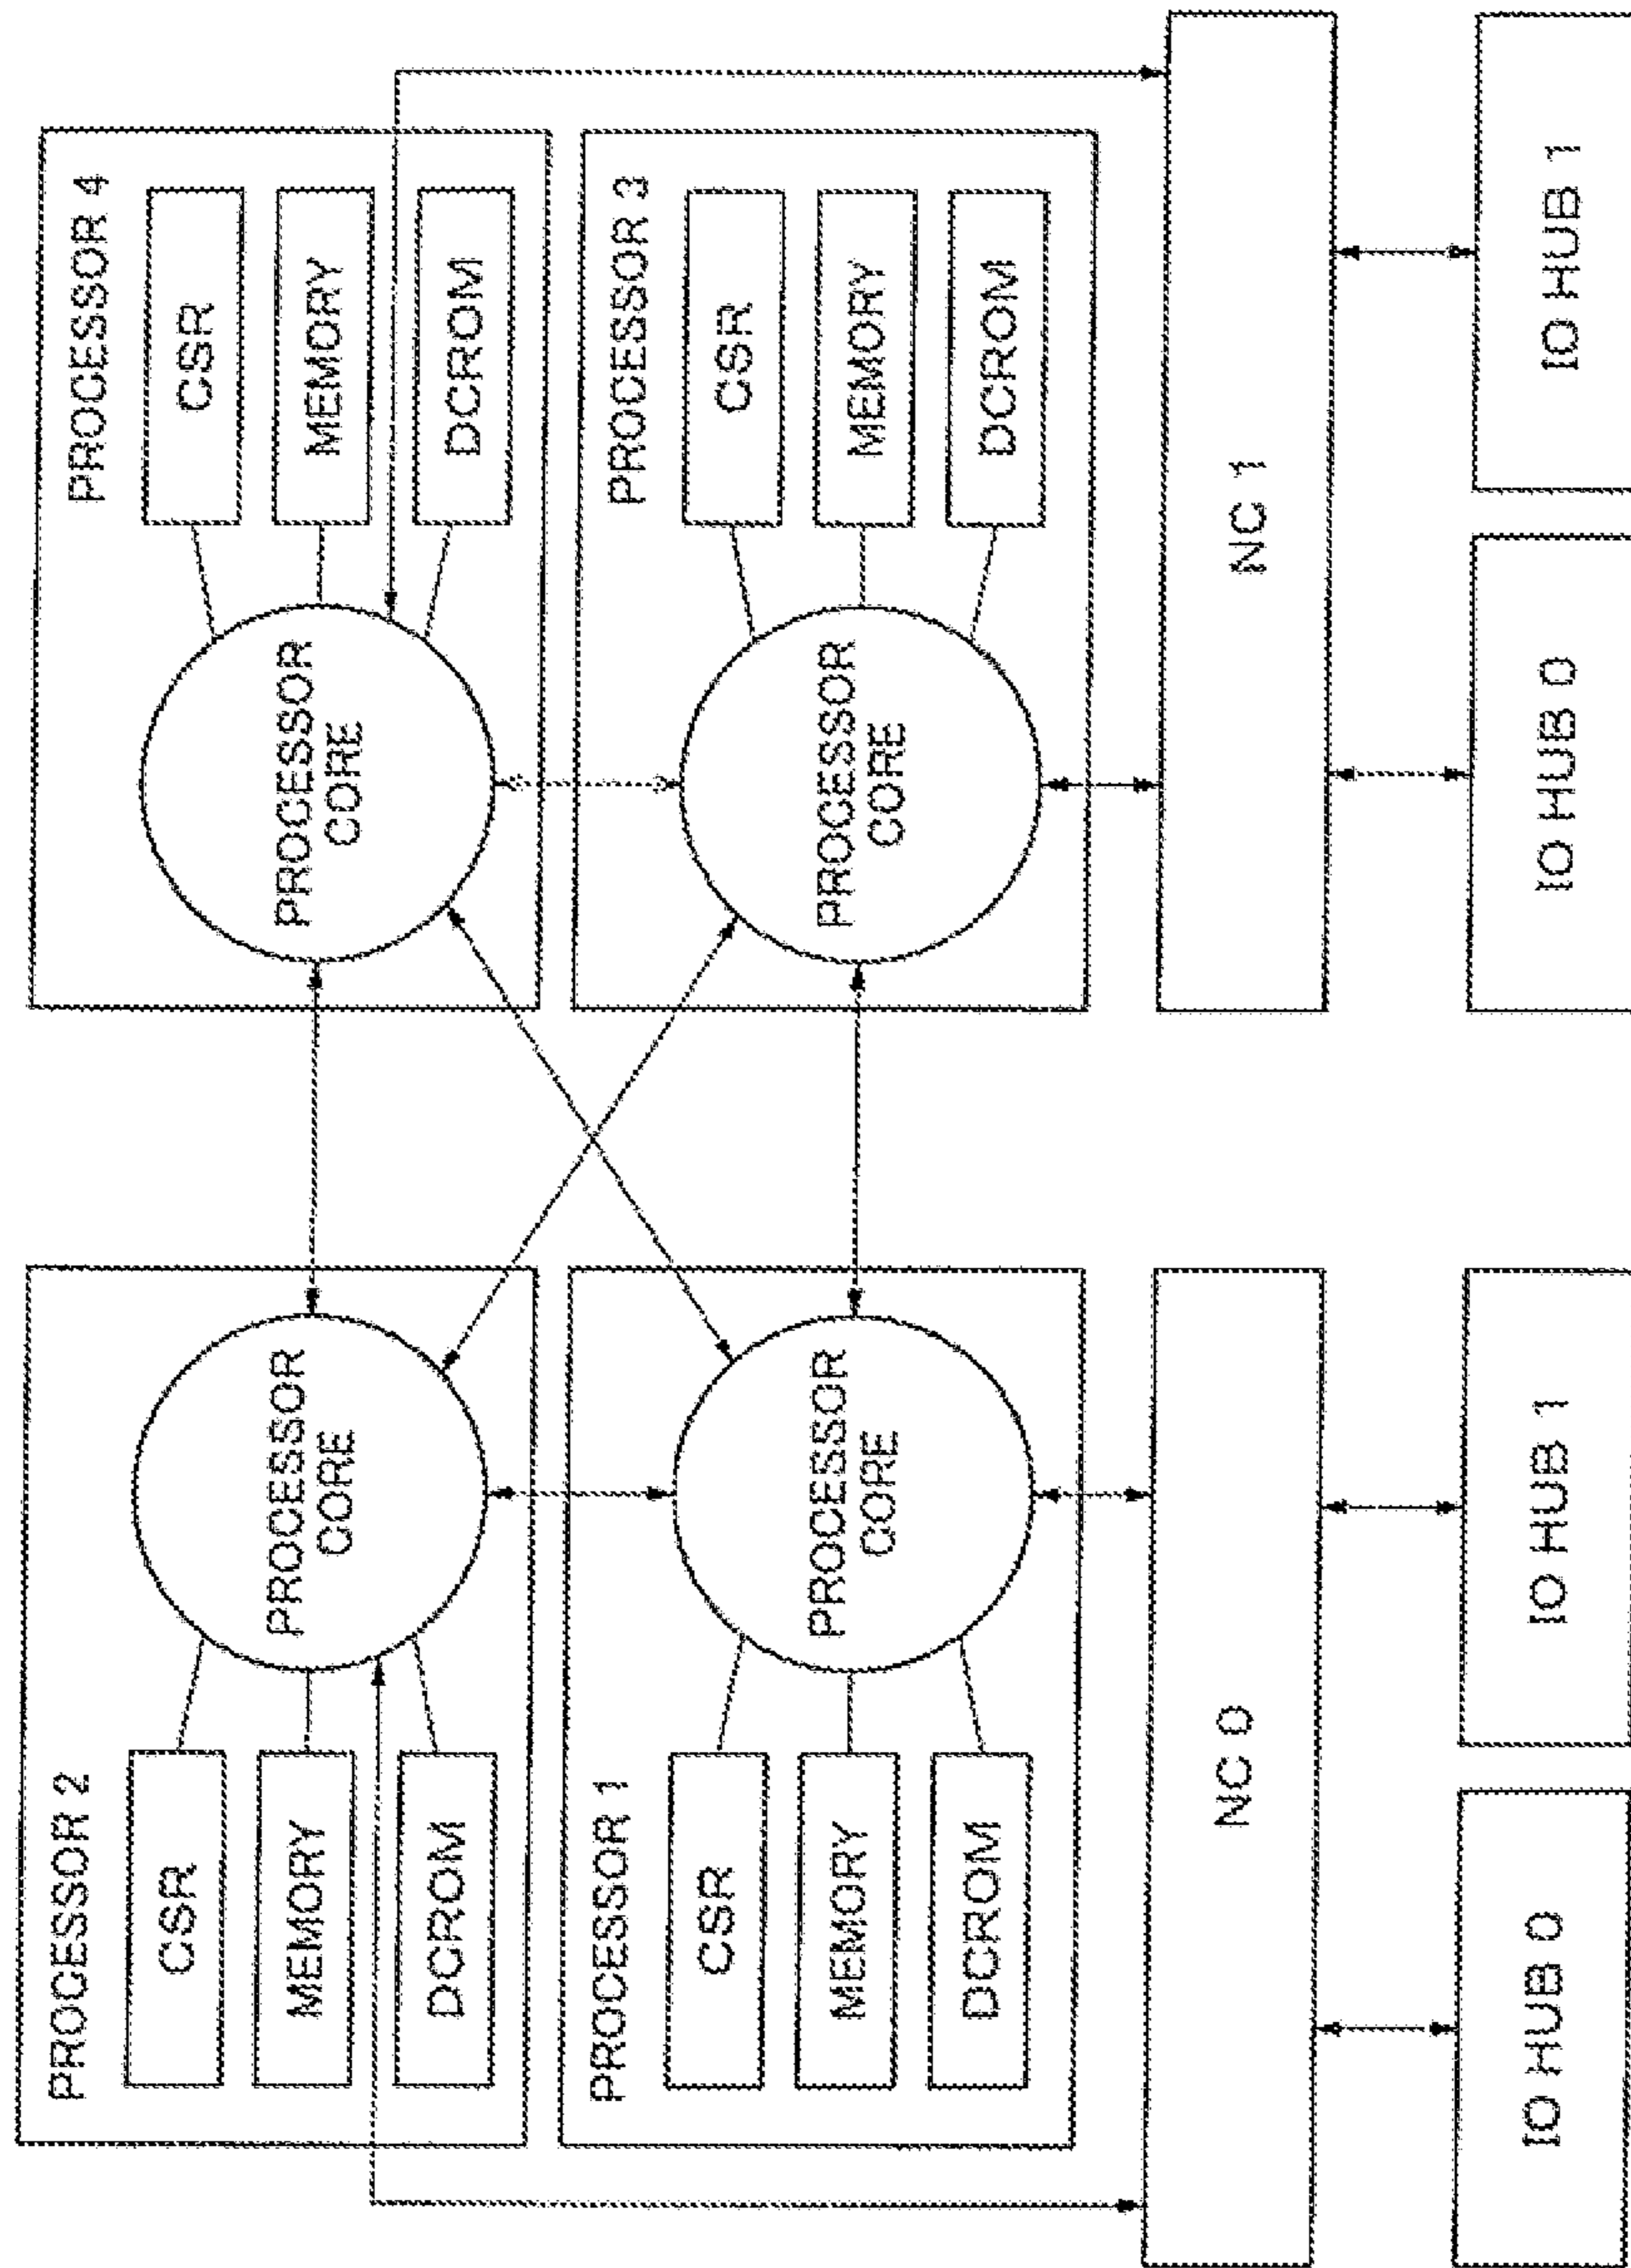 PROCESSOR 2
CSR
MEMORY
DCROM
PROCESSOR
CORE
PROCESSOR 4
PROCESSOR
CORE
CSR
MEMORY
DCROM
PROCESSOR 1
CSR
MEMORY
DCROM
PROCESSOR
CORE
PROCESSOR 3
PROCESSOR
CORE
CSR
MEMORY
DCROM
NC 0
NC 1
IO HUB 0
IO HUB 1
IO HUB 0
IO HUB 1